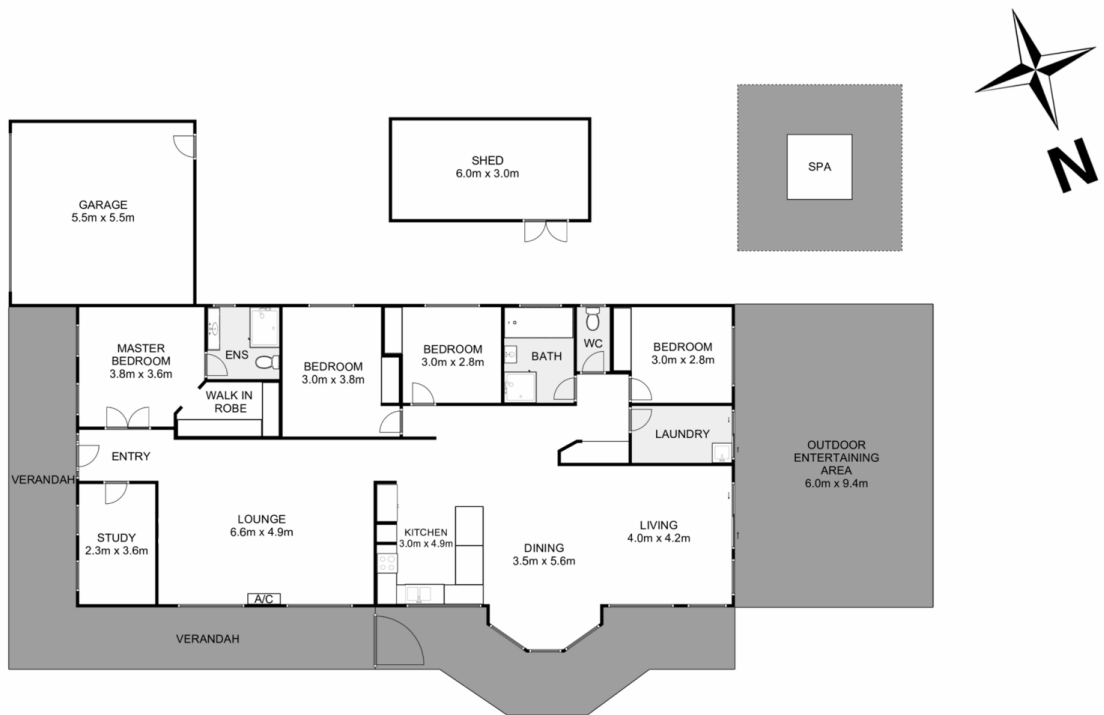 N
SHED
6.0m x 3.0m
SPA
GARAGE
5.5m x 5.5m
MASTER
BEDROOM
3.8m x 3.6m
ENS
WALK IN
ROBE
BEDROOM
3.0m x 3.8m
BEDROOM
3.0m x 2.8m
BATH
WC
BEDROOM
3.0m x 2.8m
LAUNDRY
OUTDOOR
ENTERTAINING
AREA
6.0m x 9.4m
ENTRY
VERANDAH
STUDY
2.3m x 3.6m
LOUNGE
6.6m x 4.9m
A/C
KITCHEN
3.0m x 4.9m
DINING
3.5m x 5.6m
LIVING
4.0m x 4.2m
VERANDAH